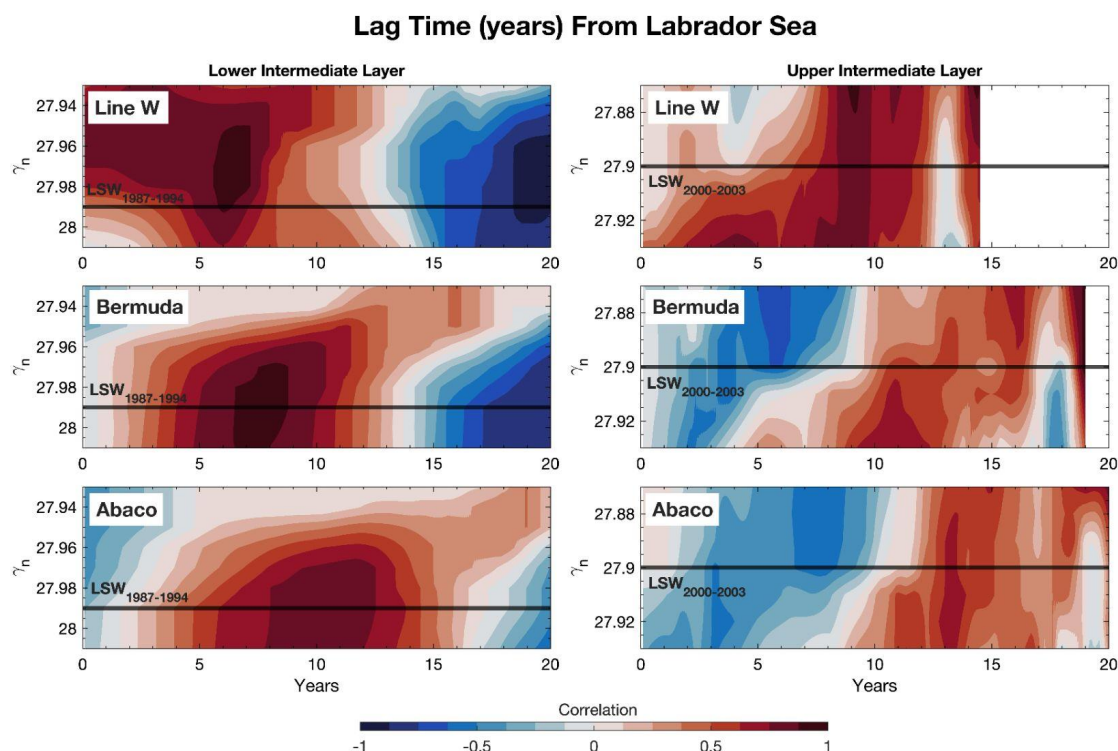 Lag Time (years) From Labrador Sea
Lower Intermediate Layer
Line W
27.94
27.96
27.98
28
γn
LSW1987-1994
0 5 10 15 20
Bermuda
27.94
27.96
27.98
28
γn
LSW1987-1994
0 5 10 15 20
Abaco
27.94
27.96
27.98
28
γn
LSW1987-1994
0 5 10 15 20
Years
Upper Intermediate Layer
Line W
27.88
27.9
27.92
γn
LSW2000-2003
0 5 10 15 20
Bermuda
27.88
27.9
27.92
γn
LSW2000-2003
0 5 10 15 20
Abaco
27.88
27.9
27.92
γn
LSW2000-2003
0 5 10 15 20
Years
Correlation
-1 -0.5 0 0.5 1